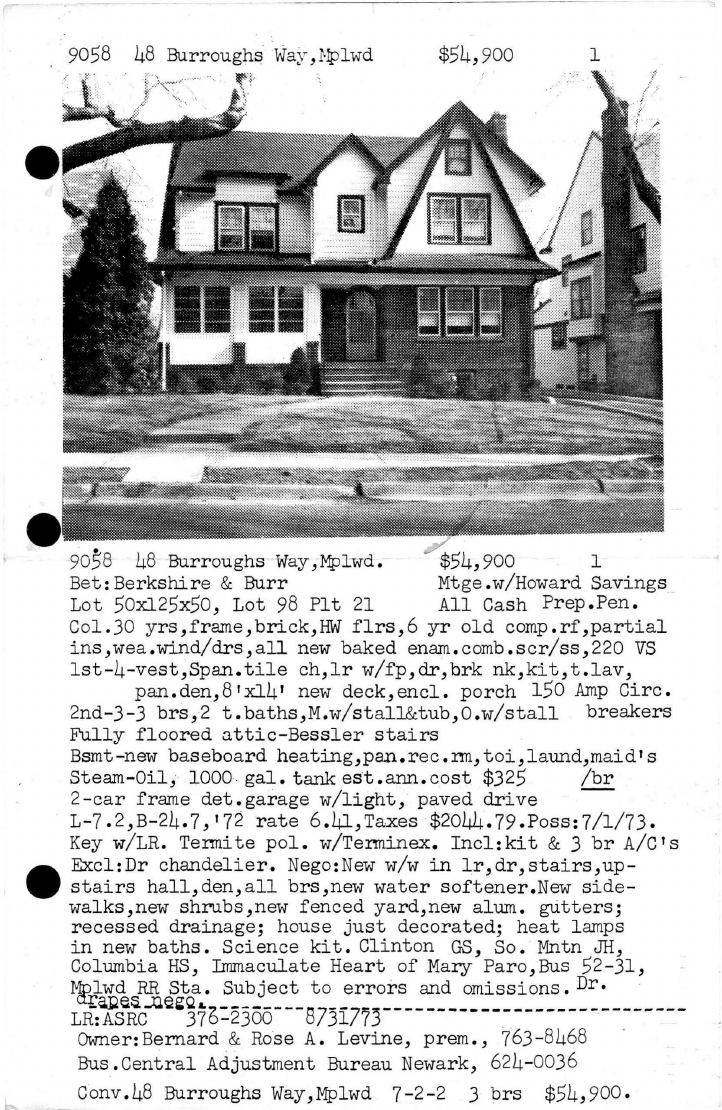 9058 48 Burroughs Way,Mplwd $54,900 1
9058 48 Burroughs Way,Mplwd. $54,900 1
Bet:Berkshire & Burr Mtge.w/Howard Savings
Lot 50x125x50, Lot 98 Plt 21 All Cash Prep.Pen.
Col.30 yrs,frame,brick,HW flrs,6 yr old comp.rf,partial
ins,wea.wind/drs,all new baked enam.comb.scr/ss,220 VS
1st-4-vest,Span.tile ch,lr w/fp,dr,brk nk,kit,t.lav,
pan.den,8'x14' new deck,encl. porch 150 Amp Circ.
2nd-3-3 brs,2 t.baths,M.w/stall&tub,O.w/stall breakers
Fully floored attic-Bessler stairs
Bsmt-new baseboard heating,pan.rec.rm,toi,laund,maid's
Steam-Oil, 1000 gal. tank est.ann.cost $325 /br
2-car frame det.garage w/light, paved drive
L-7.2,B-24.7,'72 rate 6.41,Taxes $2044.79.Poss:7/1/73.
Key w/LR. Termite pol. w/Terminex. Incl:kit & 3 br A/C's
Excl:Dr chandelier. Nego:New w/w in lr,dr,stairs,up-
stairs hall,den,all brs,new water softener.New side-
walks,new shrubs,new fenced yard,new alum. gutters;
recessed drainage; house just decorated; heat lamps
in new baths. Science kit. Clinton GS, So. Mntn JH,
Columbia HS, Immaculate Heart of Mary Paro,Bus 52-31,
Mplwd RR Sta. Subject to errors and omissions. Dr.
drapes nego.
LR:ASRC 376-2300 8/31/73
Owner:Bernard & Rose A. Levine, prem., 763-8468
Bus.Central Adjustment Bureau Newark, 624-0036
Conv.48 Burroughs Way,Mplwd 7-2-2 3 brs $54,900.